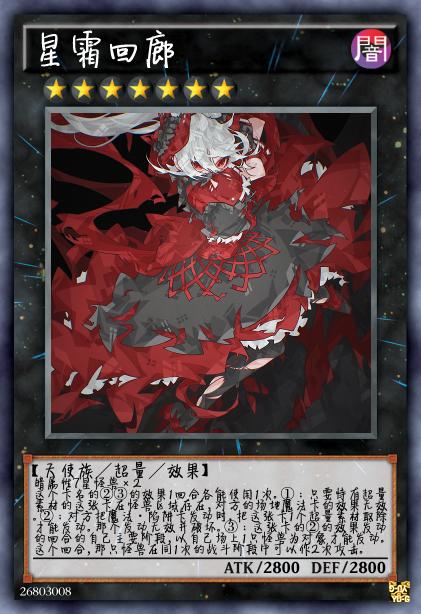 星霜回廊
闇
【天使族／超量／效果】
暗属性7星怪兽×2
这个卡名的②③的效果1回合各能使用1次。①：只要持有超量
素材的这张卡在怪兽区域存在，对方的场地魔法卡的效果无效
。②：对方把魔法·陷阱卡发动时，把这张卡1个超量素材取除
才能发动。那个无效并破坏。③：这张卡的②的效果发动
的回合的自己主要阶段，以自己场上1只怪兽为对象才能发动。
这个回合，那只怪兽在同1次的战斗阶段中可以作2次攻击。
ATK/2800 DEF/2800
26803008